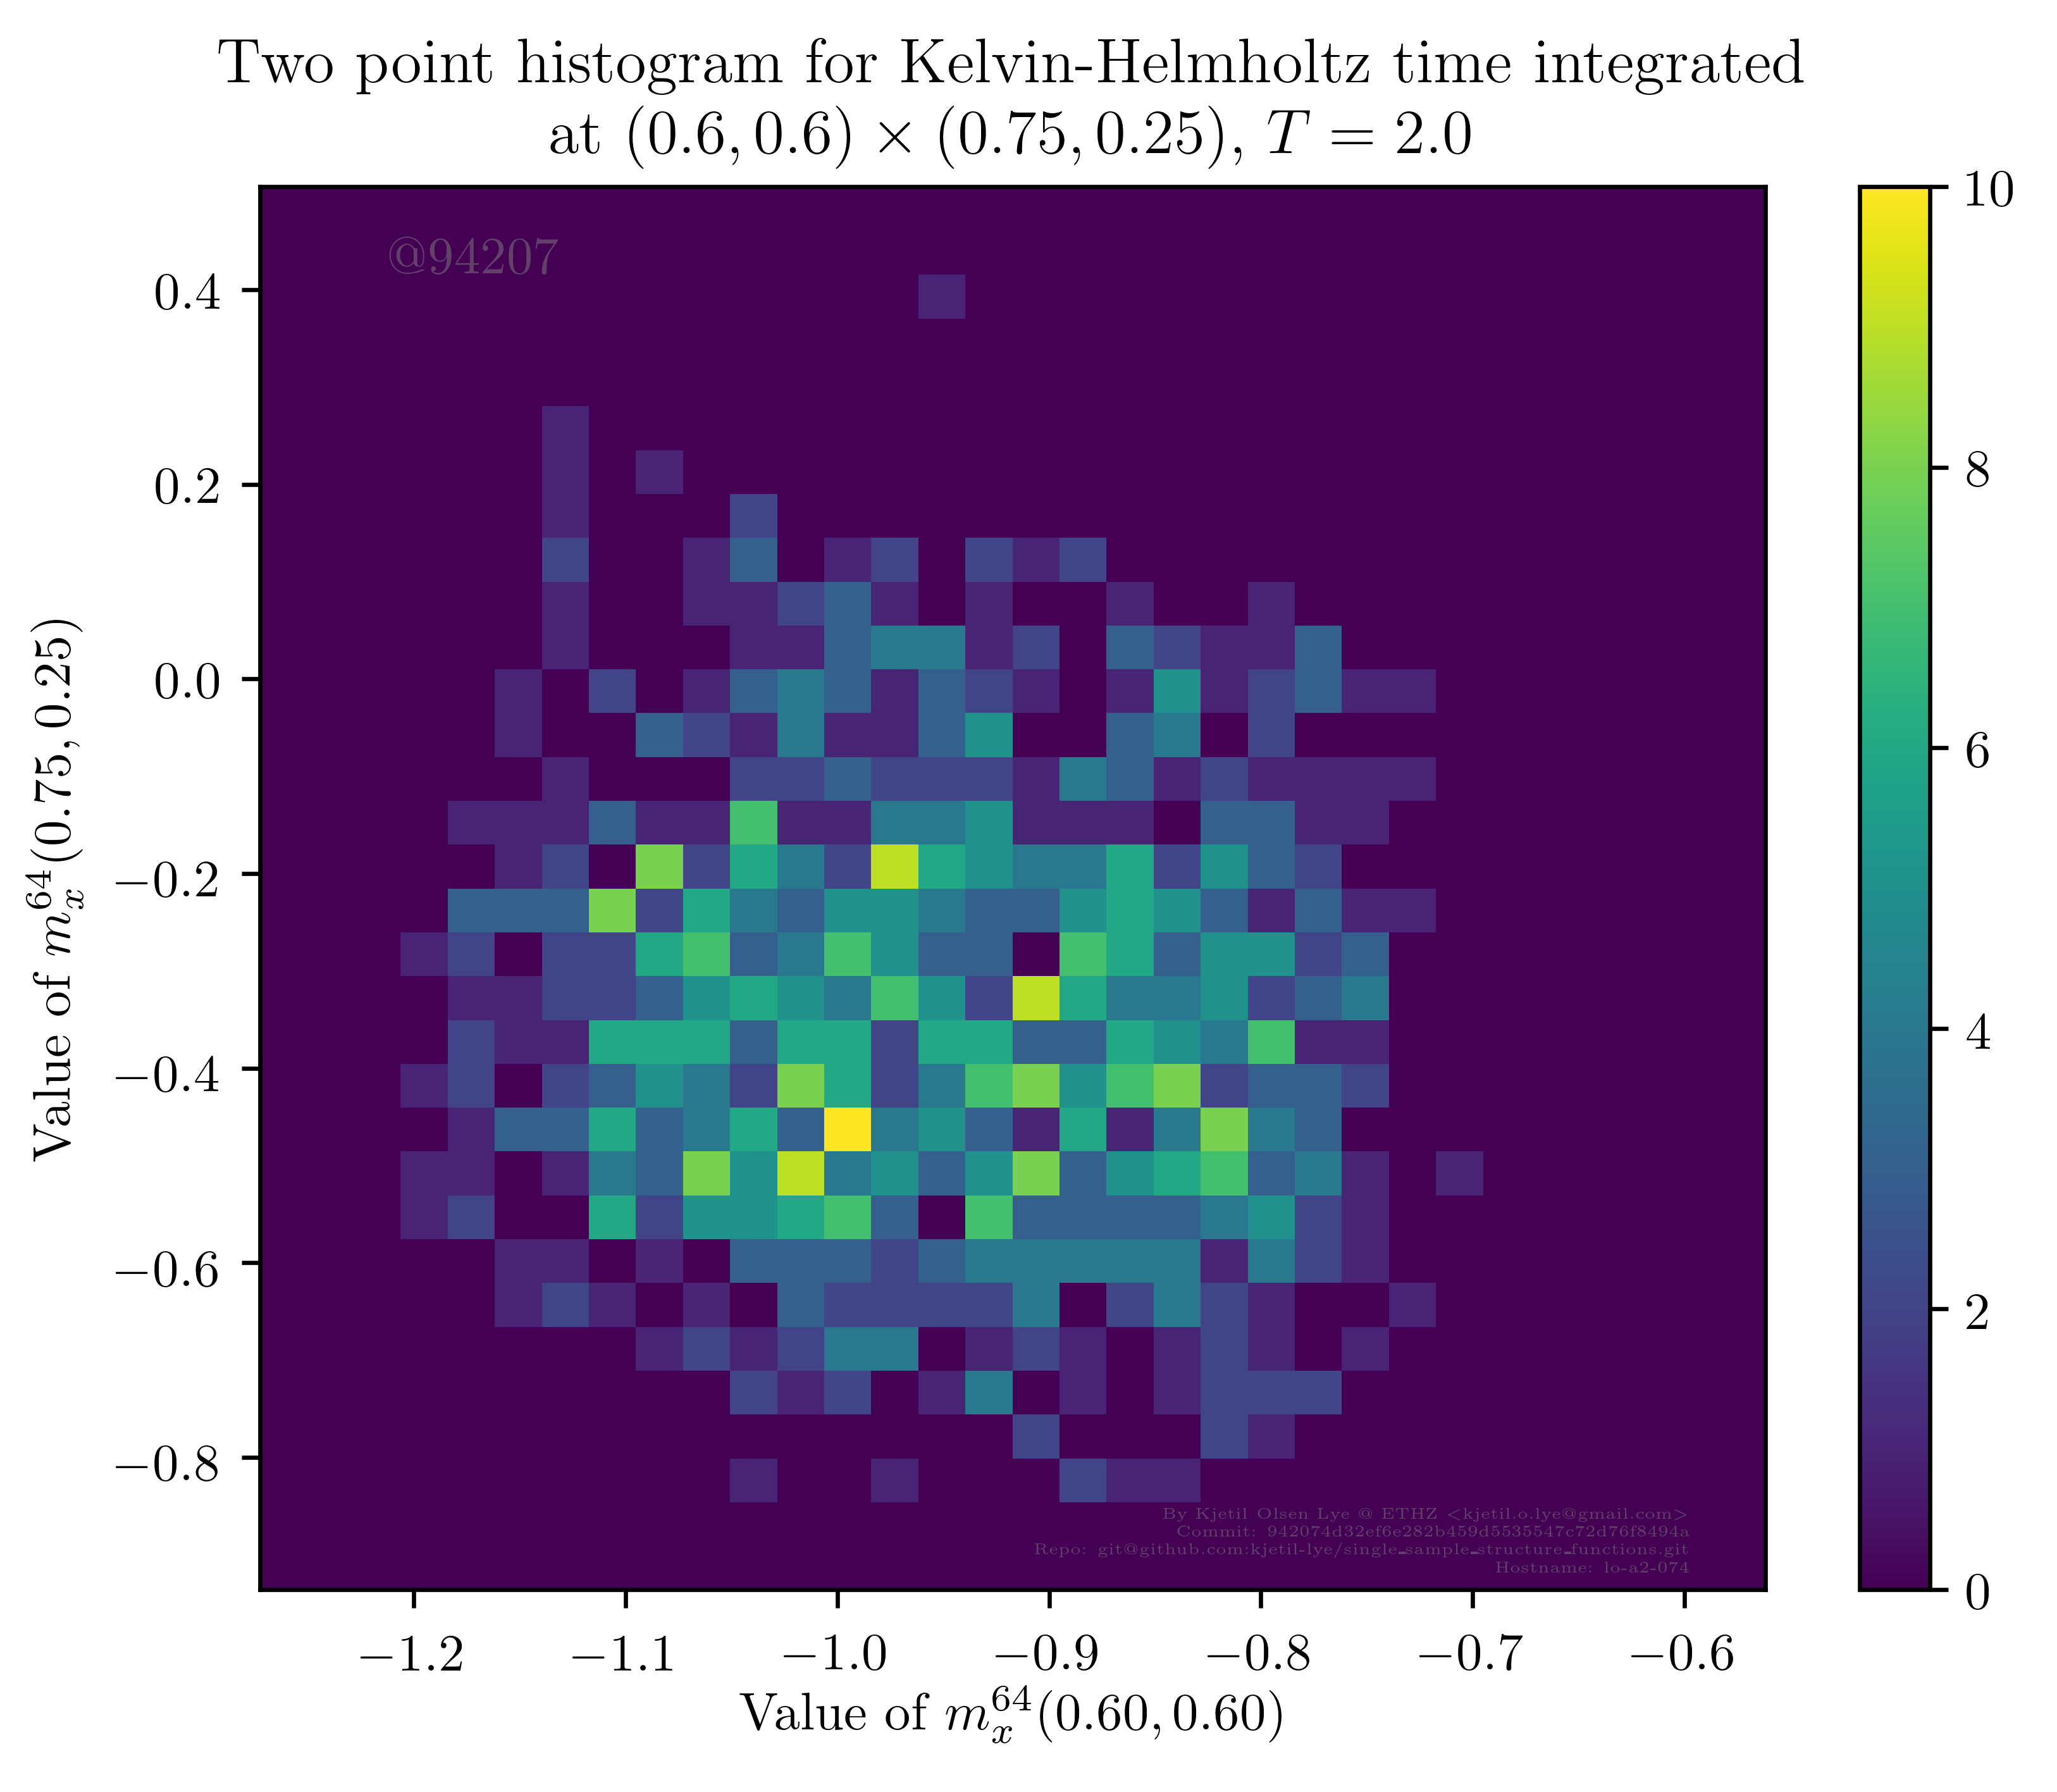 Two point histogram for Kelvin-Helmholtz time integrated
at (0.6, 0.6) × (0.75, 0.25), T = 2.0
@94207
0.4
0.2
0.0
−0.2
−0.4
−0.6
−0.8
Value of m_x^64(0.75, 0.25)
−1.2 −1.1 −1.0 −0.9 −0.8 −0.7 −0.6
Value of m_x^64(0.60, 0.60)
10
8
6
4
2
0
By Kjetil Olsen Lye @ ETHZ <kjetil.o.lye@gmail.com>
Commit: 942074d32ef6e282b459d5535547c72d76f8494a
Repo: git@github.com:kjetil-lye/single_sample_structure_functions.git
Hostname: lo-a2-074